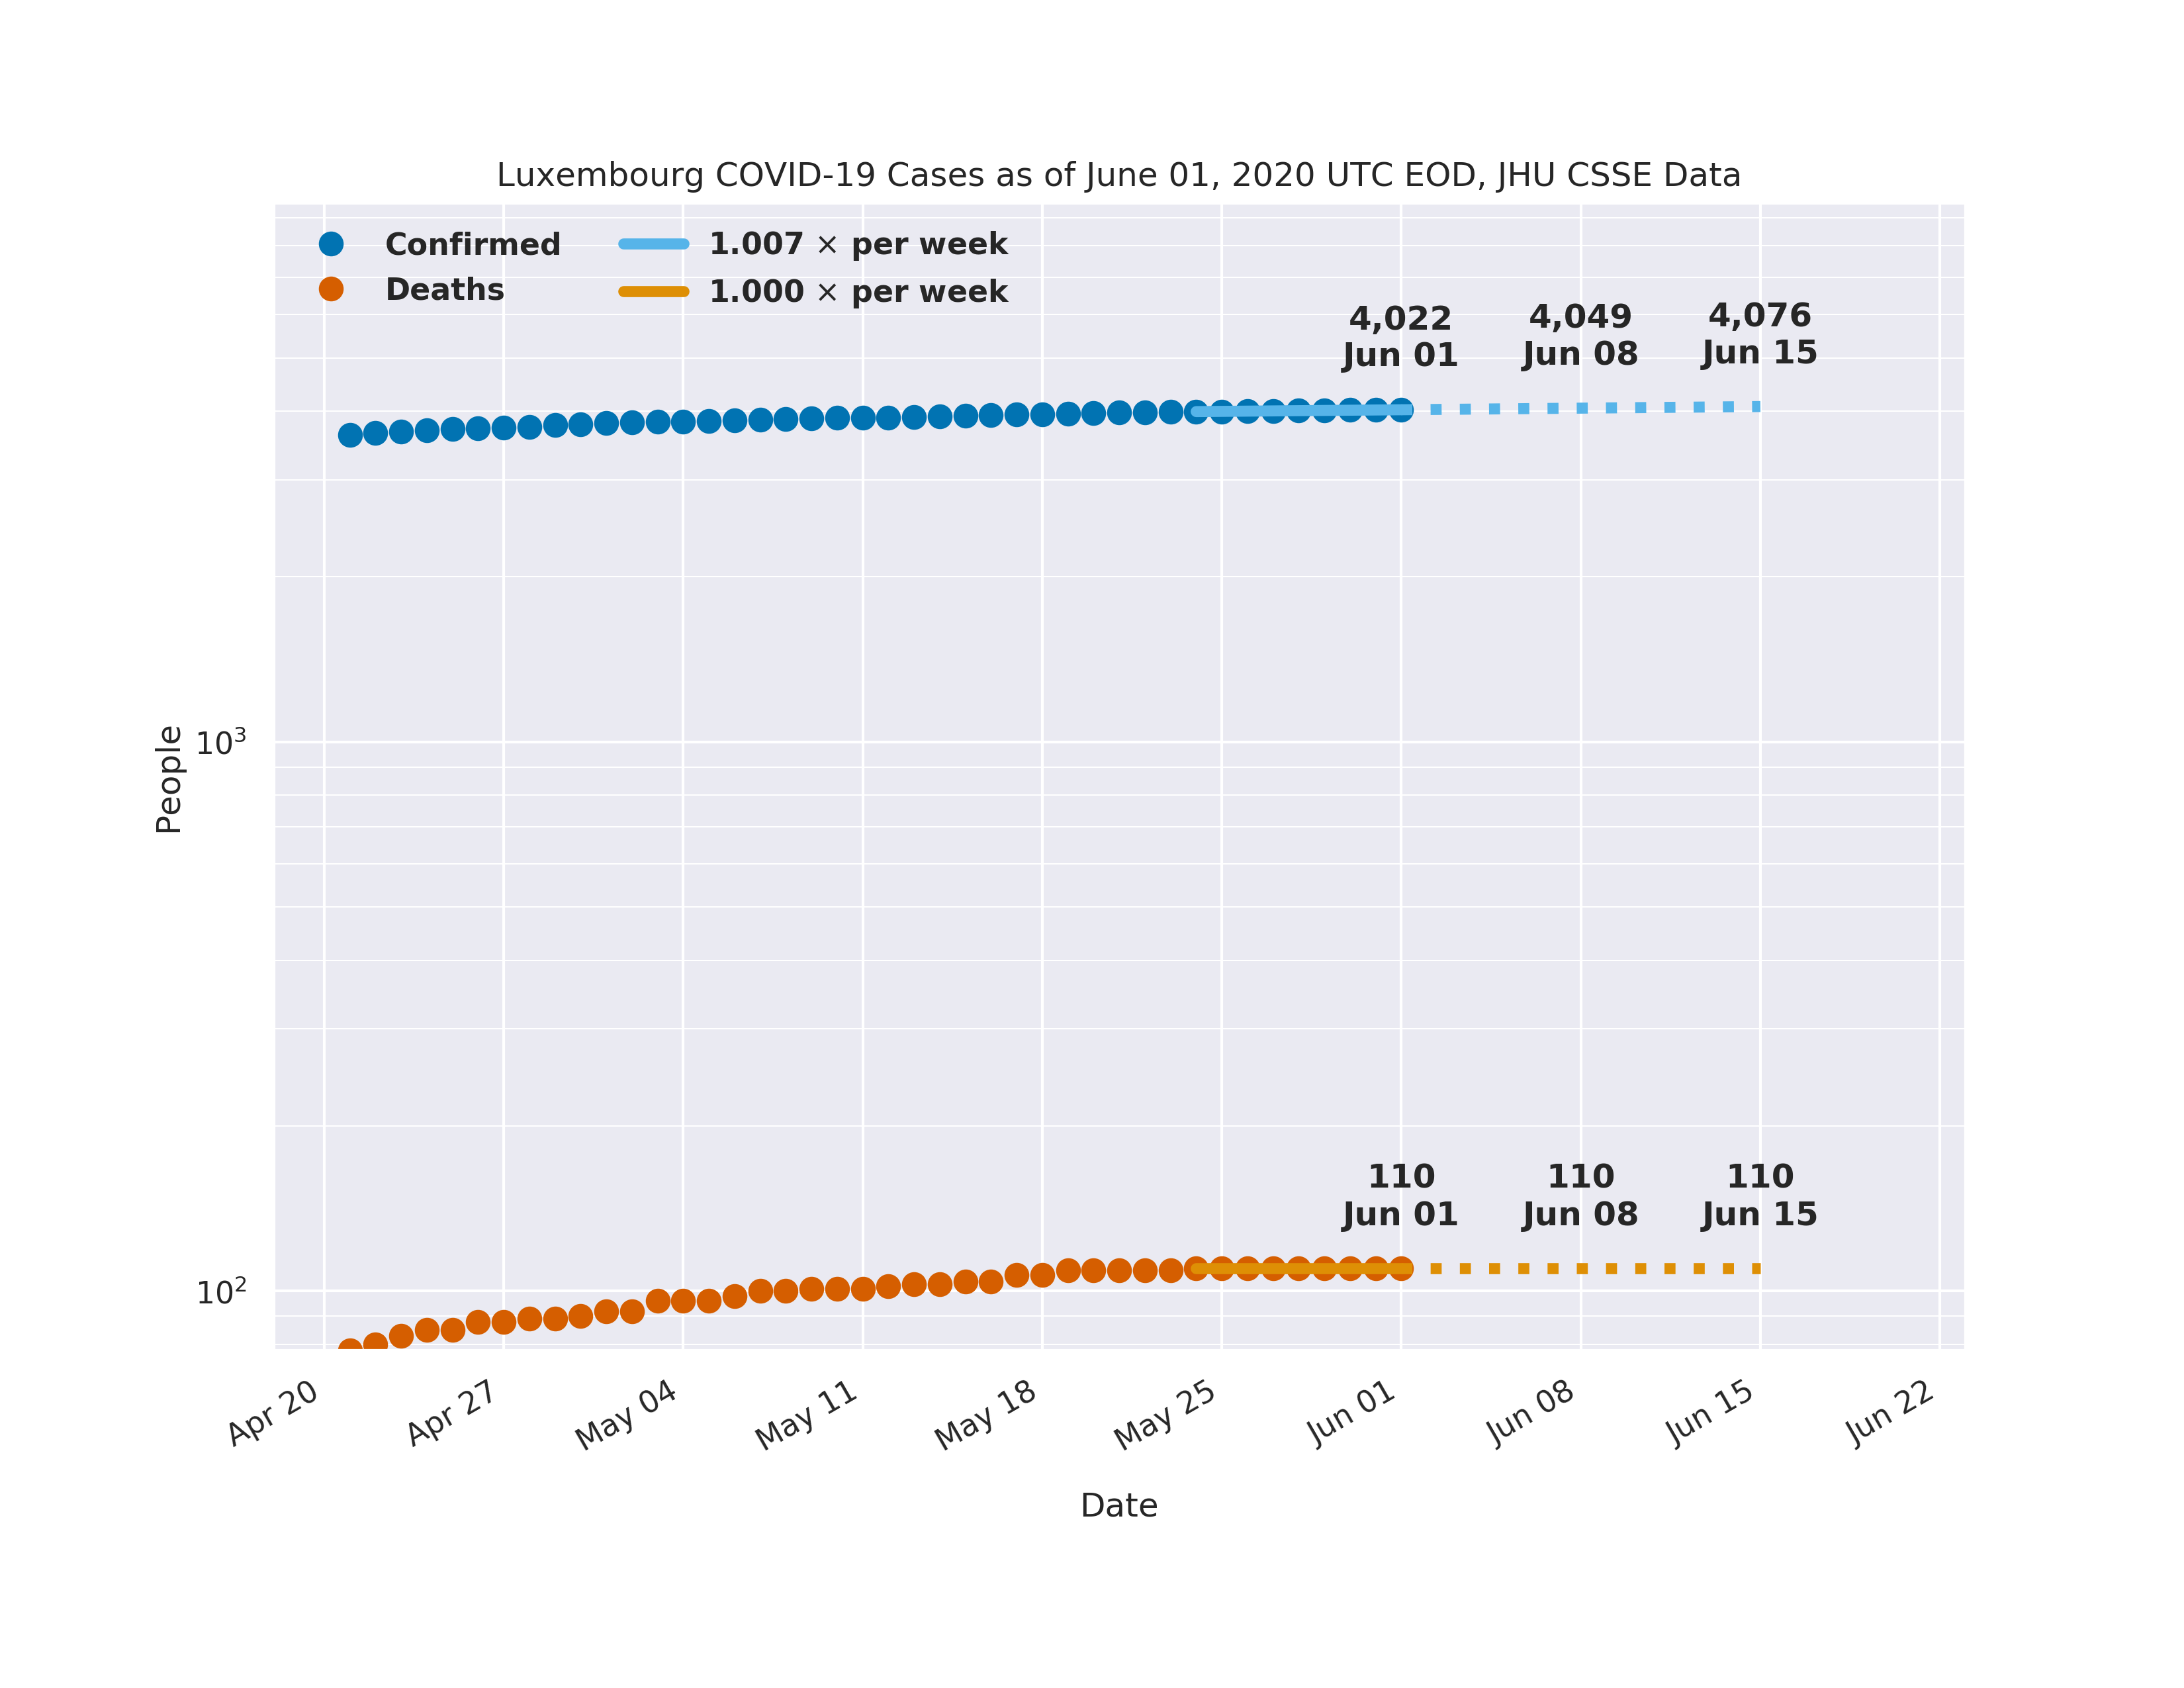 Luxembourg COVID-19 Cases as of June 01, 2020 UTC EOD, JHU CSSE Data
Confirmed
Deaths
1.007 × per week
1.000 × per week
4,022
Jun 01
4,049
Jun 08
4,076
Jun 15
People
10³
10²
110
Jun 01
110
Jun 08
110
Jun 15
Apr 20
Apr 27
May 04
May 11
May 18
May 25
Jun 01
Jun 08
Jun 15
Jun 22
Date